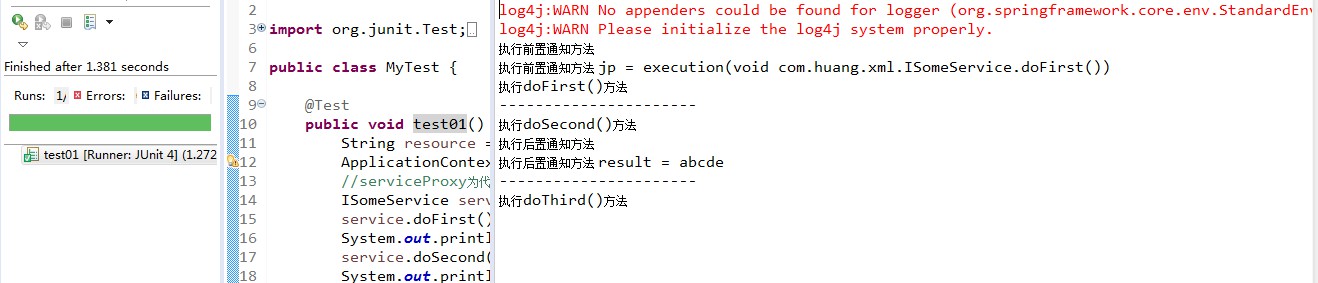 Finished after 1.381 seconds
Runs: 1/ Errors: Failures:
test01 [Runner: JUnit 4] (1.272
2
3 import org.junit.Test;
6
7 public class MyTest {
8
9 @Test
10 public void test01()
11 String resource =
12 ApplicationContex
13 //serviceProxy为代
14 ISomeService serv
15 service.doFirst()
16 System.out.printl
17 service.doSecond(
18 System.out.printl
log4j:WARN No appenders could be found for logger (org.springframework.core.env.StandardEnv
log4j:WARN Please initialize the log4j system properly.
执行前置通知方法
执行前置通知方法 jp = execution(void com.huang.xml.ISomeService.doFirst())
执行doFirst()方法
----------------------
执行doSecond()方法
执行后置通知方法
执行后置通知方法 result = abcde
----------------------
执行doThird()方法